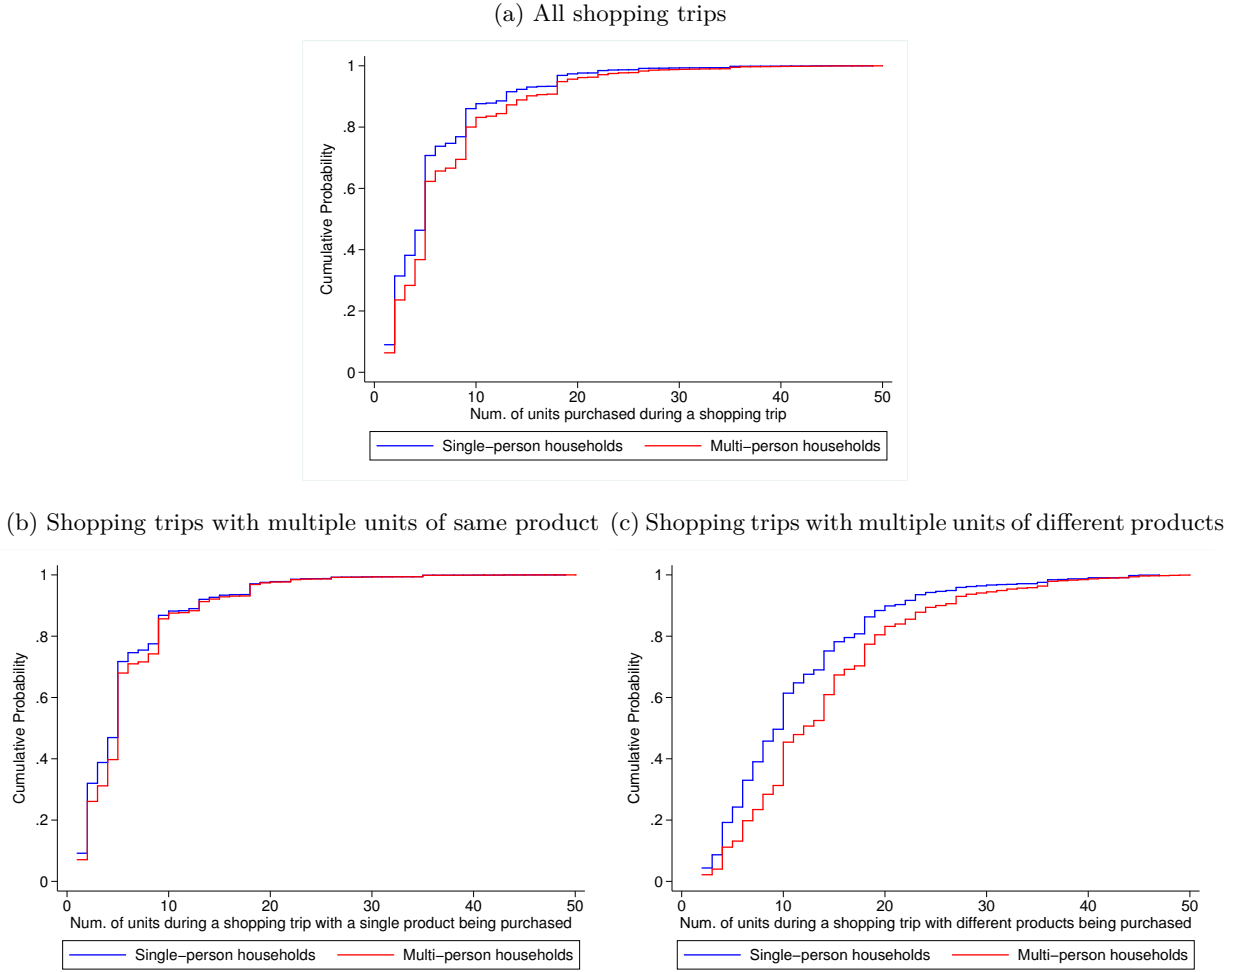 (a) All shopping trips
1
.8
.6
.4
.2
0
Cumulative Probability
0 10 20 30 40 50
Num. of units purchased during a shopping trip
Single−person households Multi−person households
(b) Shopping trips with multiple units of same product
1
.8
.6
.4
.2
0
Cumulative Probability
0 10 20 30 40 50
Num. of units during a shopping trip with a single product being purchased
Single−person households Multi−person households
(c) Shopping trips with multiple units of different products
1
.8
.6
.4
.2
0
Cumulative Probability
0 10 20 30 40 50
Num. of units during a shopping trip with different products being purchased
Single−person households Multi−person households